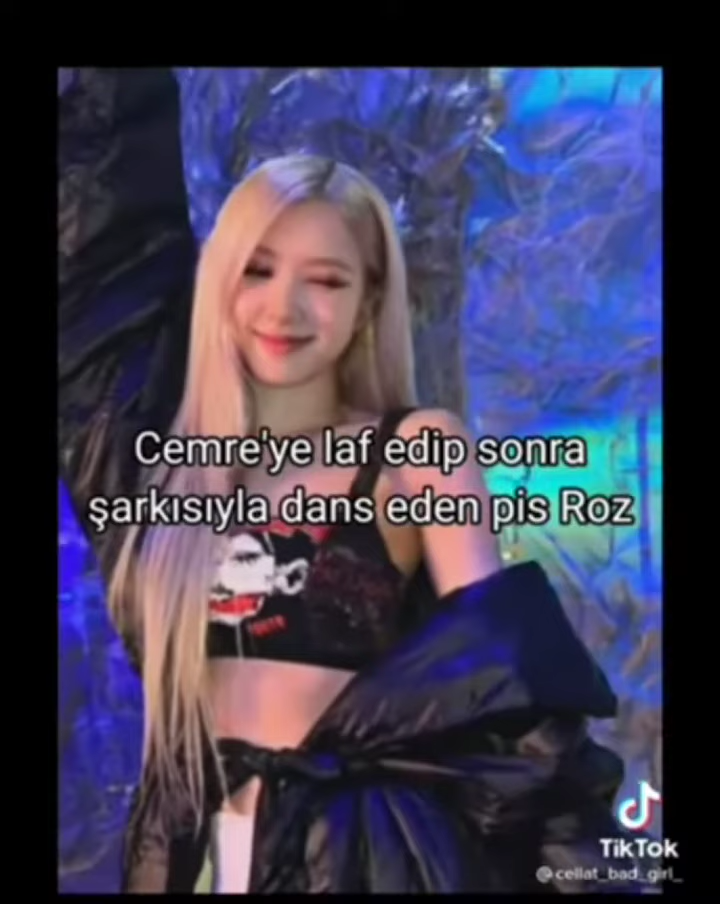 Cemre'ye laf edip sonra
şarkısıyla dans eden pis Roz
TikTok
@cellat_bad_girl_